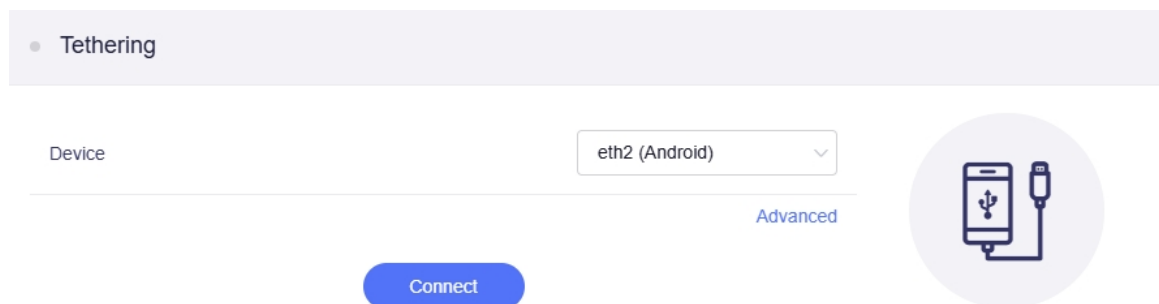 Tethering
Device
eth2 (Android)
Advanced
Connect